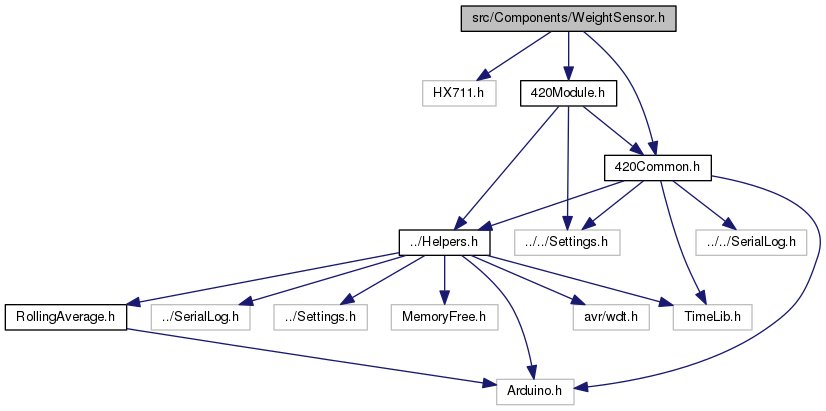 src/Components/WeightSensor.h
HX711.h
420Module.h
420Common.h
../Helpers.h
../../Settings.h
../../SerialLog.h
RollingAverage.h
../SerialLog.h
../Settings.h
MemoryFree.h
avr/wdt.h
TimeLib.h
Arduino.h